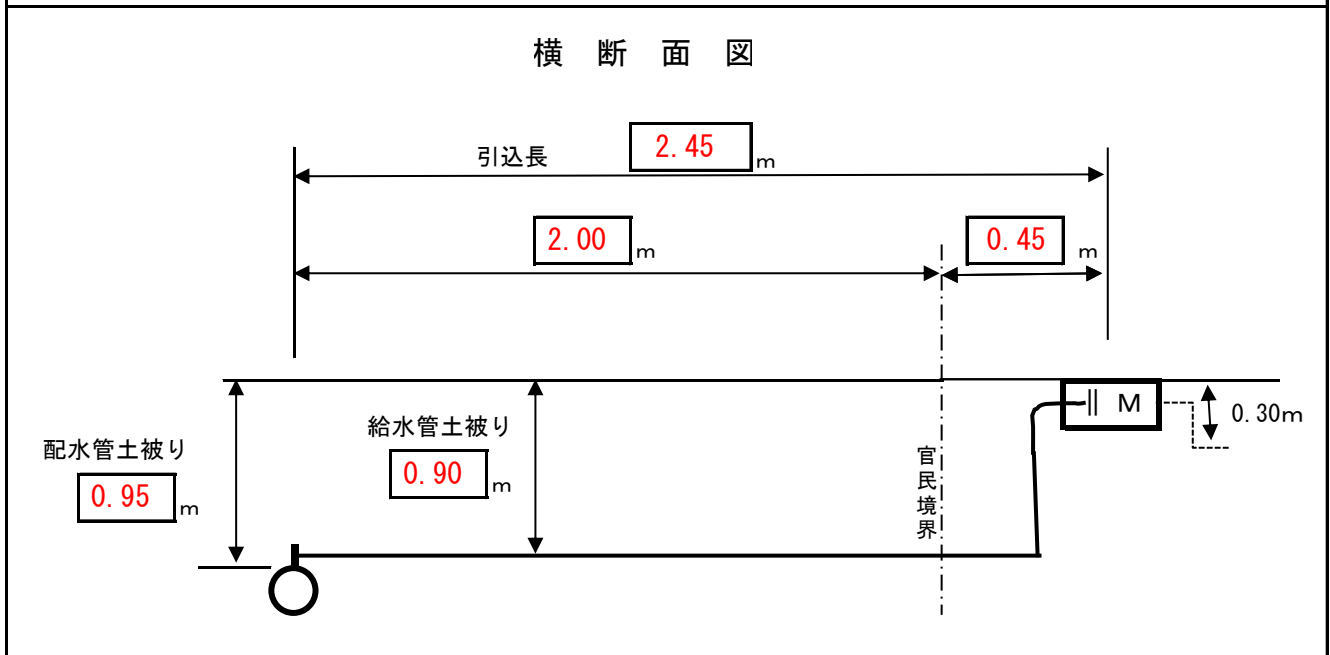 横断面図
引込長 2.45 m
2.00 m
0.45 m
M
0.30m
給水管土被り
0.90 m
配水管土被り
0.95 m
官民境界